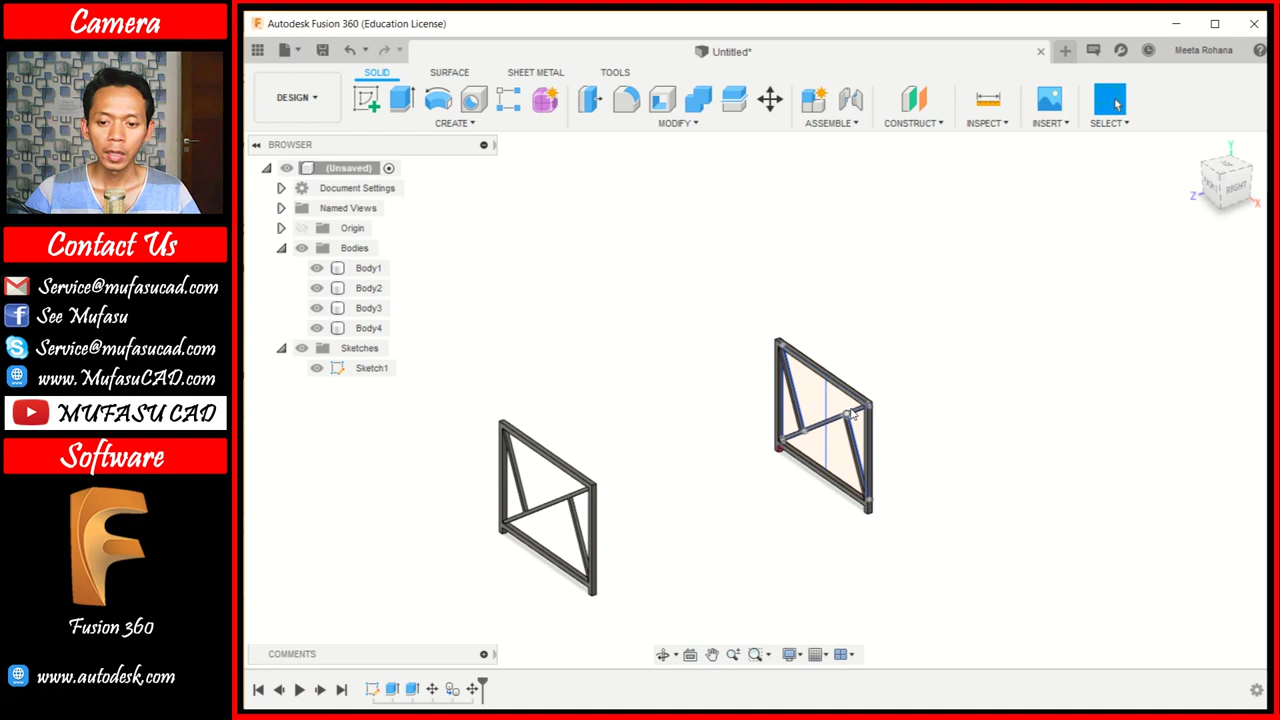 Camera
Contact Us
Service@mufasucad.com
See Mufasu
Service@mufasucad.com
www.MufasuCAD.com
MUFASU CAD
Software
Fusion 360
www.autodesk.com
Autodesk Fusion 360 (Education License)
Untitled*
Meeta Rohana
SOLID
SURFACE
SHEET METAL
TOOLS
DESIGN
CREATE
MODIFY
ASSEMBLE
CONSTRUCT
INSPECT
INSERT
SELECT
BROWSER
(Unsaved)
Document Settings
Named Views
Origin
Bodies
Body1
Body2
Body3
Body4
Sketches
Sketch1
Y
Z
X
RIGHT
COMMENTS